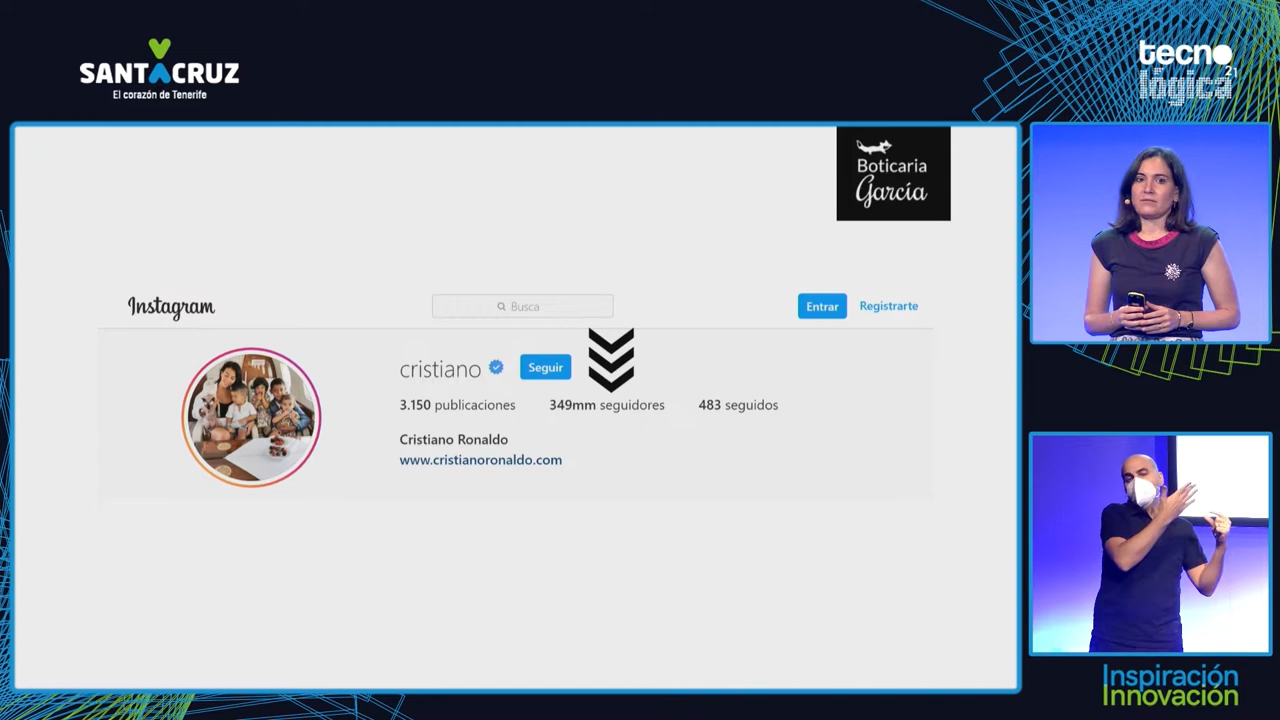 SANTACRUZ
El corazón de Tenerife
tecno
lógica
21
Boticaria
García
Instagram
Busca
Entrar
Registrarte
cristiano
Seguir
3.150 publicaciones
349mm seguidores
483 seguidos
Cristiano Ronaldo
www.cristianoronaldo.com
Inspiración
Innovación